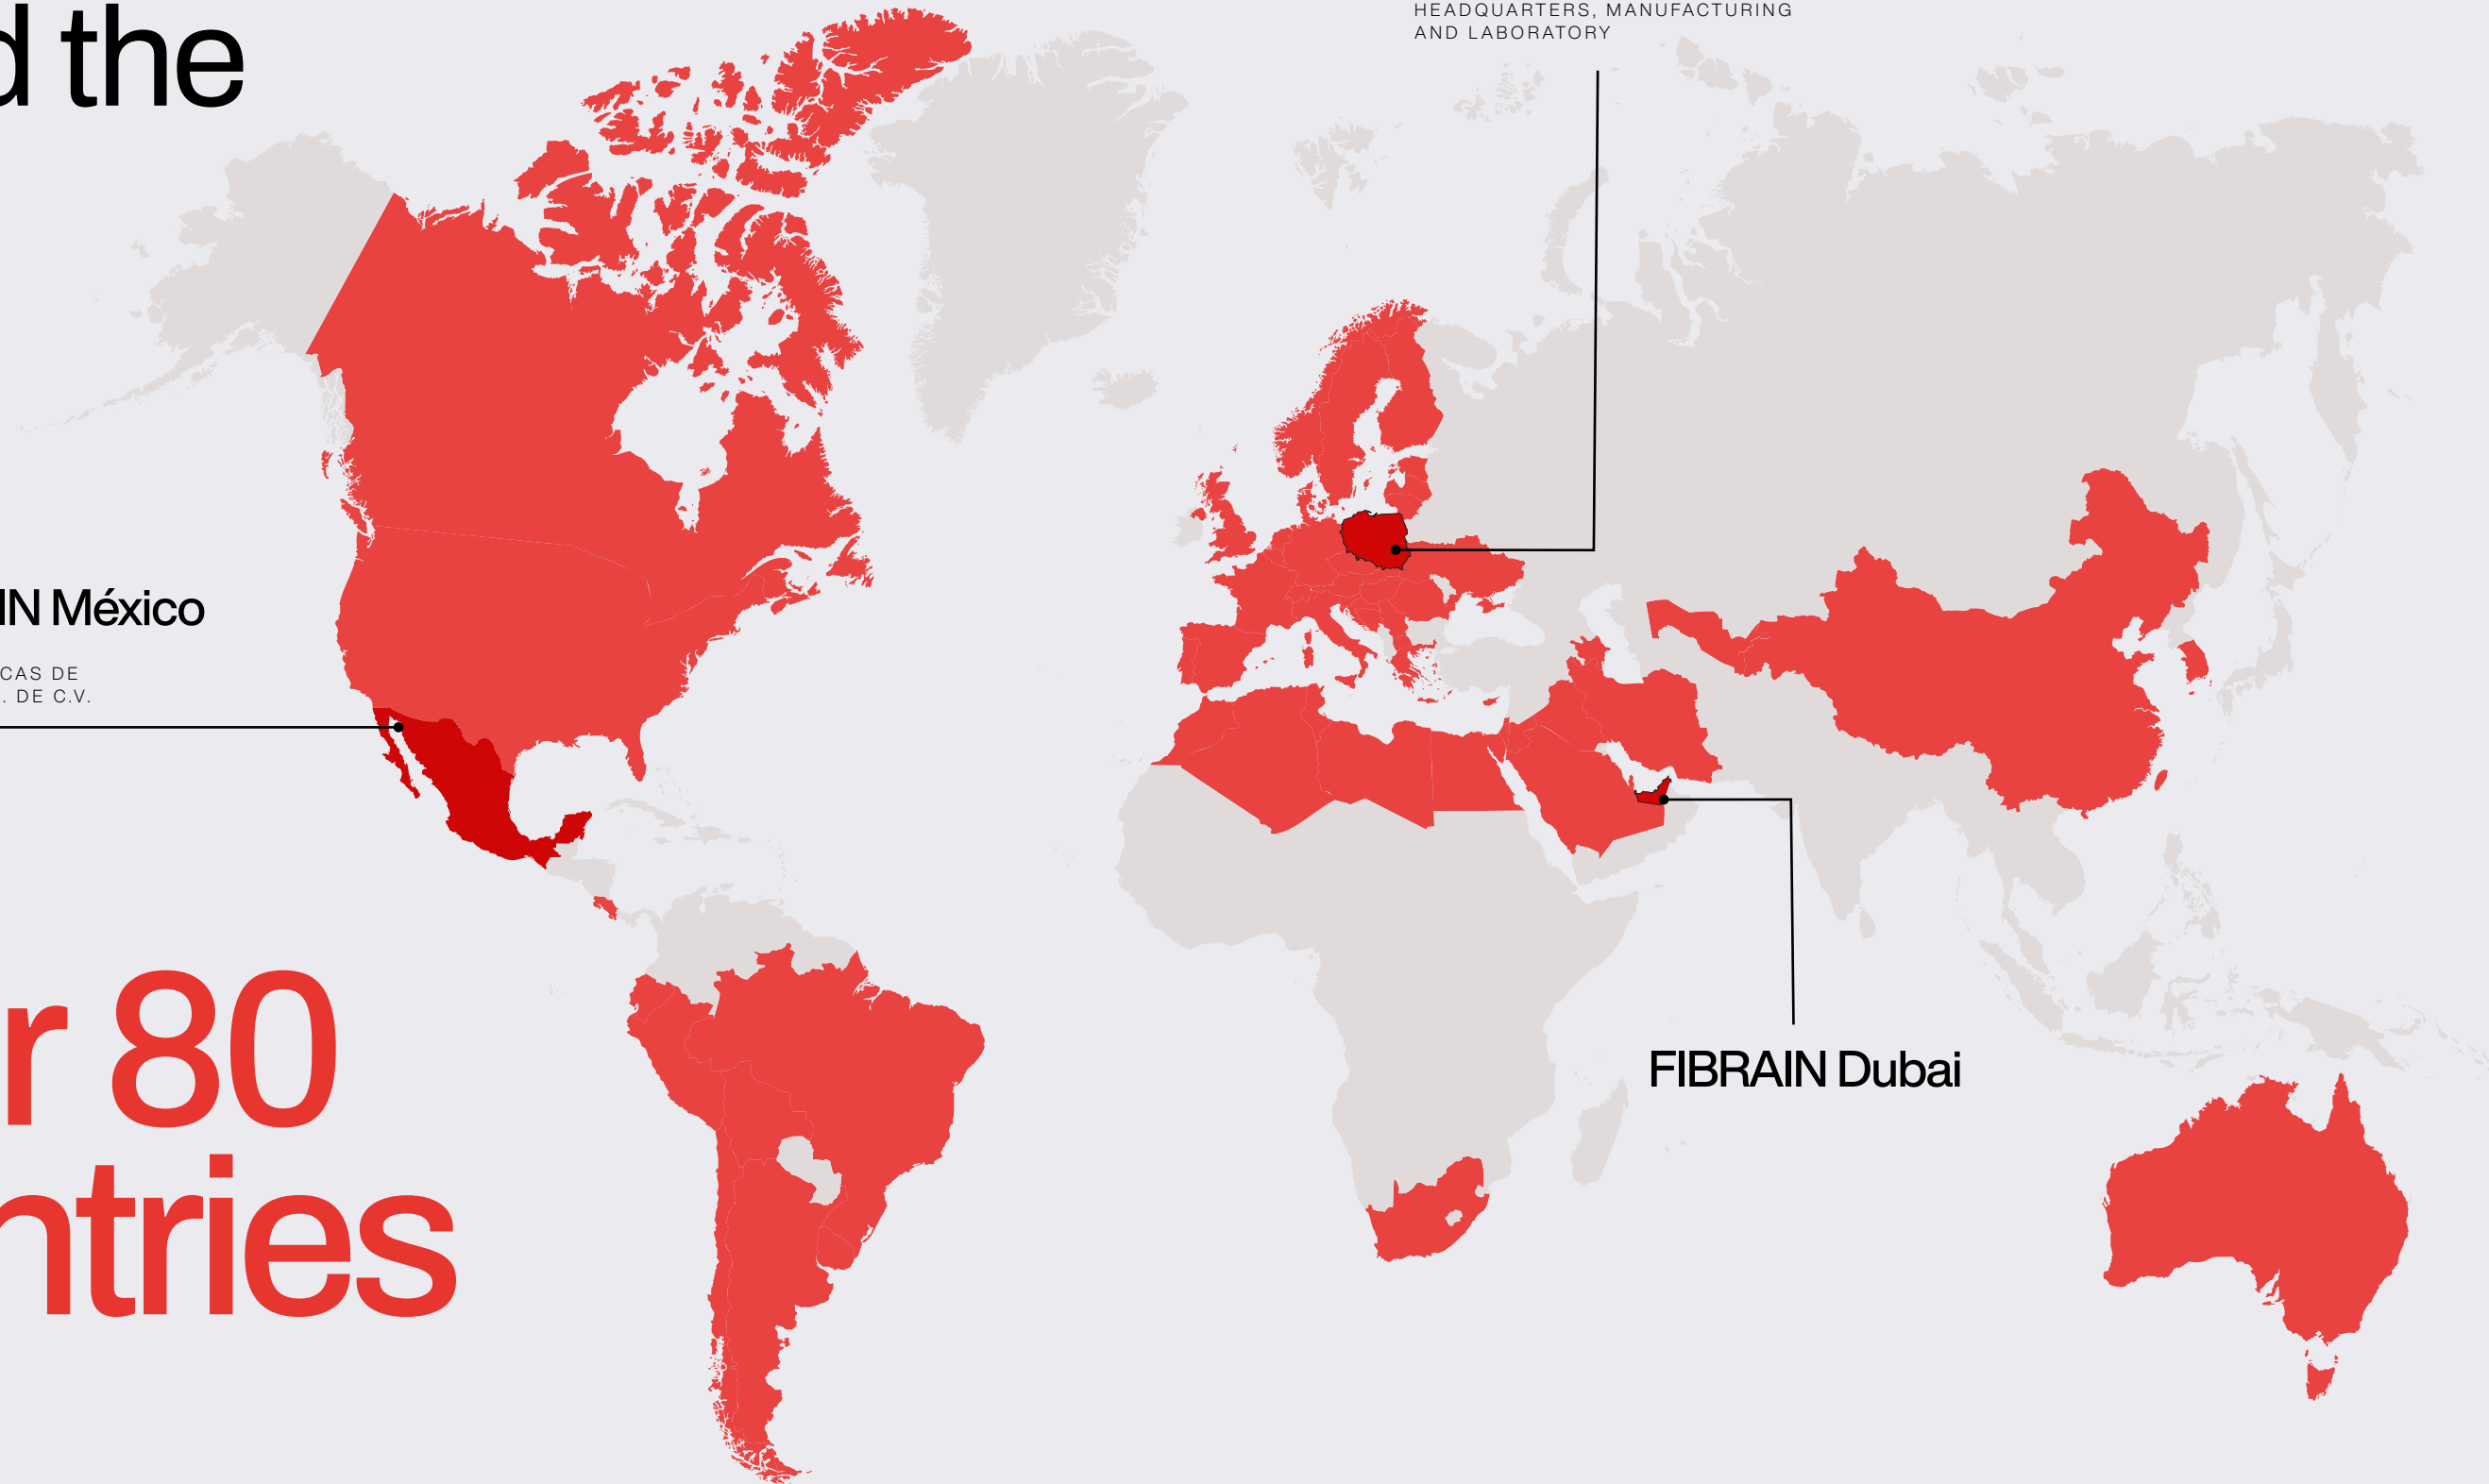 d the
HEADQUARTERS, MANUFACTURING
AND LABORATORY
IN México
CAS DE
. DE C.V.
r 80
ntries
FIBRAIN Dubai